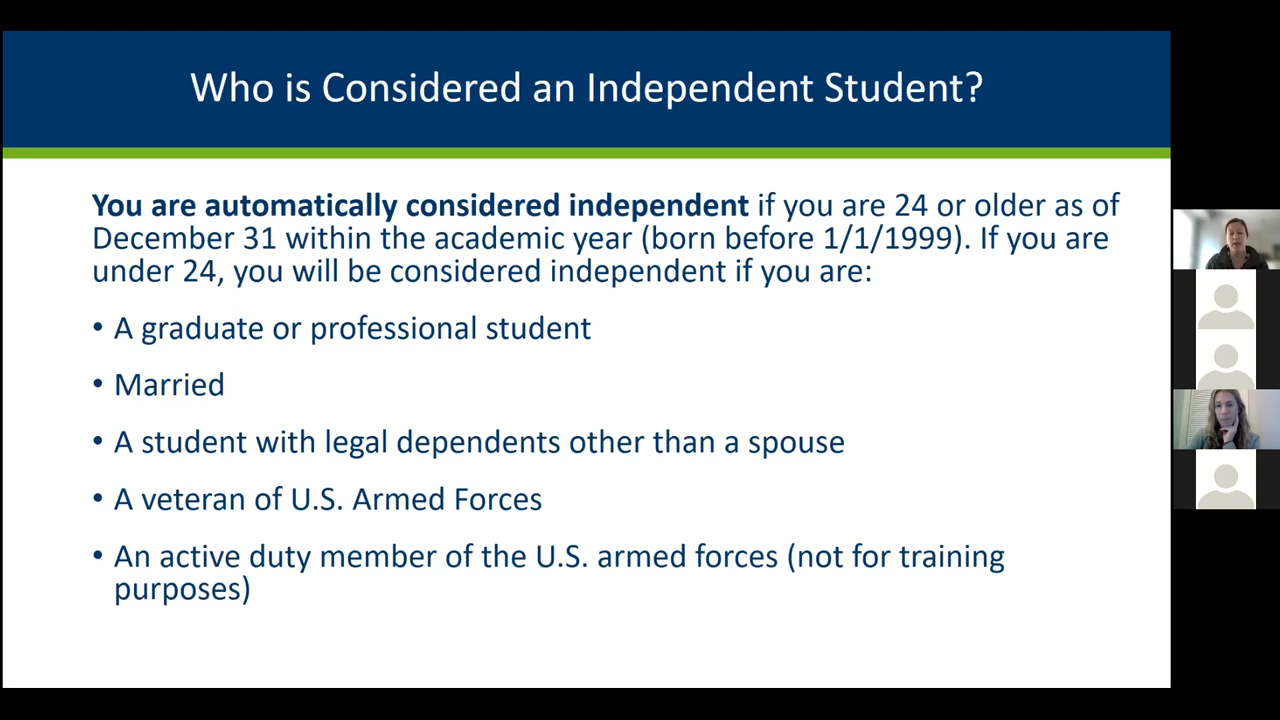 Who is Considered an Independent Student?
You are automatically considered independent if you are 24 or older as of
December 31 within the academic year (born before 1/1/1999). If you are
under 24, you will be considered independent if you are:
• A graduate or professional student
• Married
• A student with legal dependents other than a spouse
• A veteran of U.S. Armed Forces
• An active duty member of the U.S. armed forces (not for training
purposes)